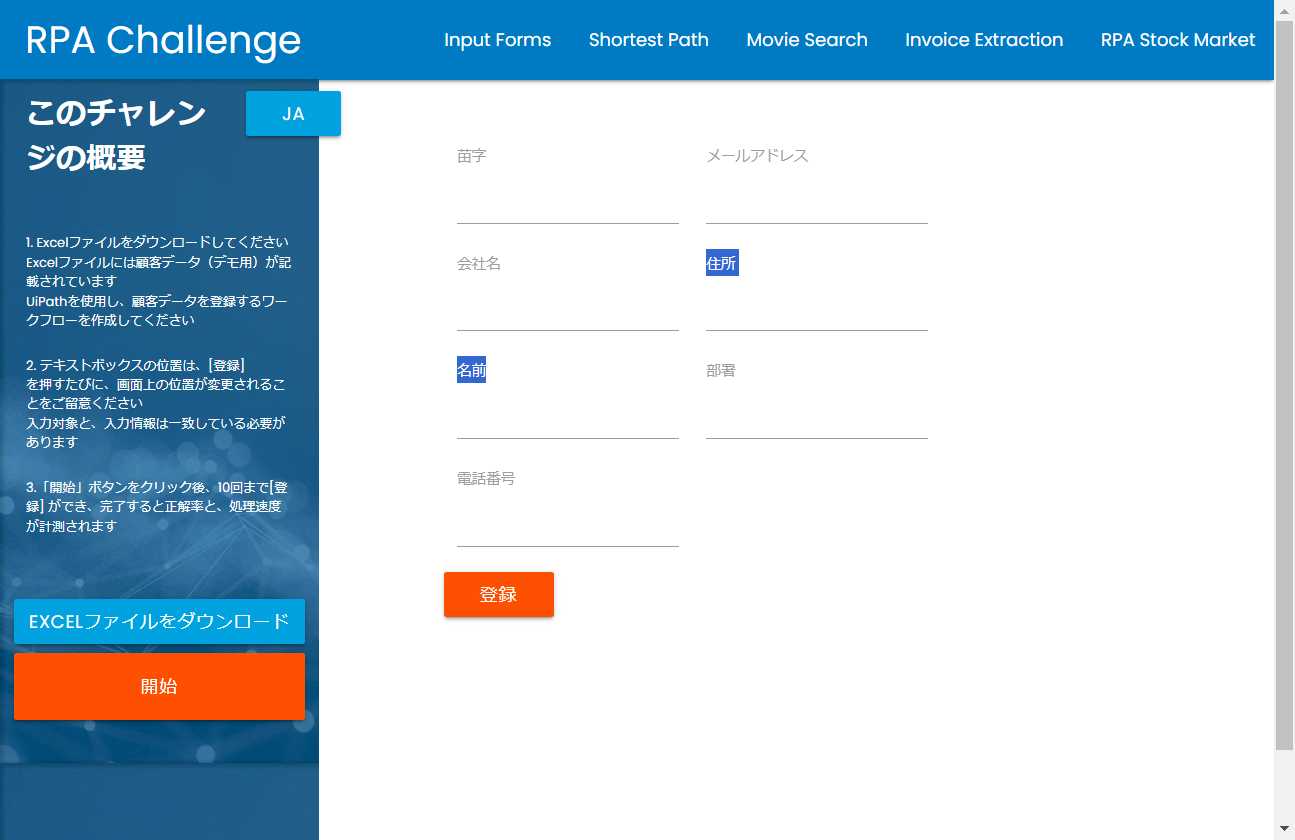 RPA Challenge
Input Forms
Shortest Path
Movie Search
Invoice Extraction
RPA Stock Market
このチャレン
ジの概要
JA
1. Excelファイルをダウンロードしてください
Excelファイルには顧客データ（デモ用）が記
載されています
UiPathを使用し、顧客データを登録するワー
クフローを作成してください
2. テキストボックスの位置は、[登録]
を押すたびに、画面上の位置が変更されるこ
とをご留意ください
入力対象と、入力情報は一致している必要が
あります
3.「開始」ボタンをクリック後、10回まで[登
録] ができ、完了すると正解率と、処理速度
が計測されます
EXCELファイルをダウンロード
開始
苗字
メールアドレス
会社名
住所
名前
部署
電話番号
登録